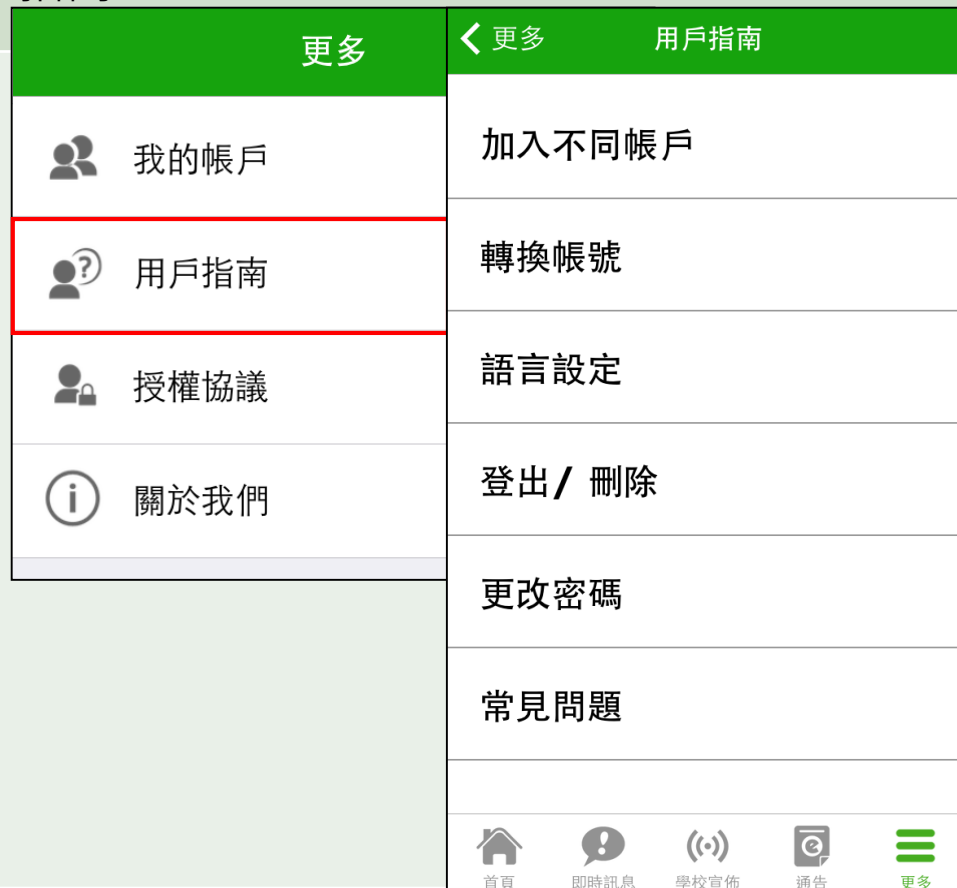 更多
我的帳戶
用戶指南
授權協議
關於我們
更多 用戶指南
加入不同帳戶
轉換帳號
語言設定
登出/ 刪除
更改密碼
常見問題
首頁 即時訊息 學校宣佈 通告 更多